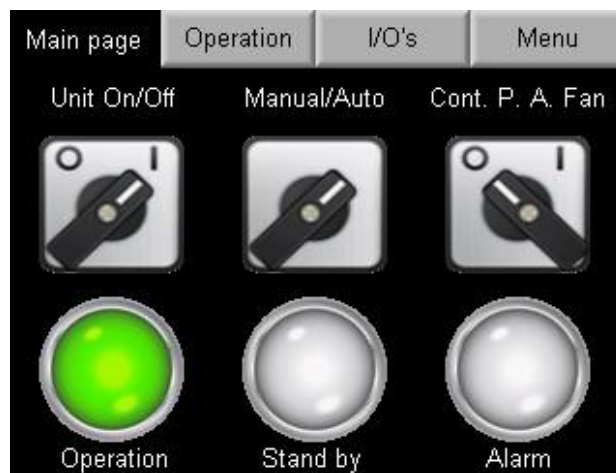 Main page Operation I/O's Menu
Unit On/Off Manual/Auto Cont. P. A. Fan
O I O I
Operation Stand by Alarm